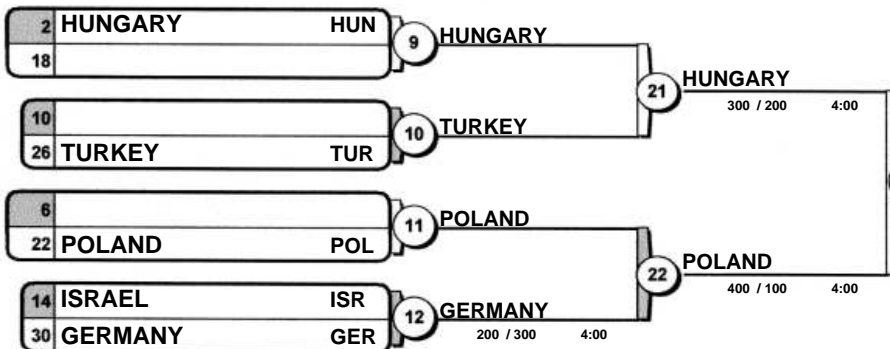 2 HUNGARY HUN
18
9 HUNGARY
10
26 TURKEY TUR
10 TURKEY
21 HUNGARY
300 / 200 4:00
6
22 POLAND POL
11 POLAND
14 ISRAEL ISR
30 GERMANY GER
12 GERMANY
200 / 300 4:00
22 POLAND
400 / 100 4:00